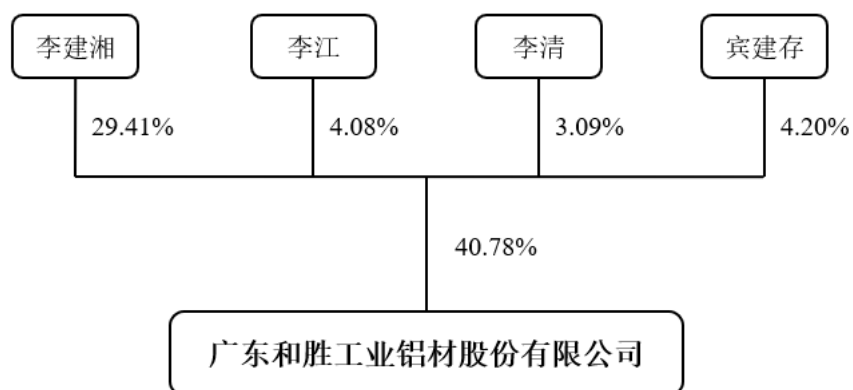 李建湘
李江
李清
宾建存
29.41%
4.08%
3.09%
4.20%
40.78%
广东和胜工业铝材股份有限公司